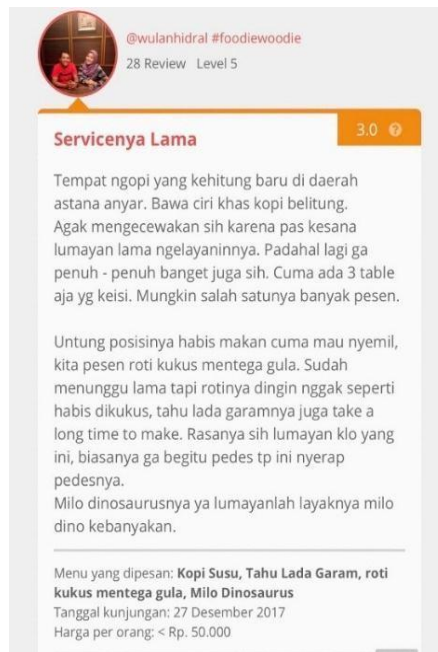 @wulanhidral #foodiewoodie
28 Review Level 5
3.0
Servicenya Lama
Tempat ngopi yang kehitung baru di daerah
astana anyar. Bawa ciri khas kopi belitung.
Agak mengecewakan sih karena pas kesana
lumayan lama ngelayaninnya. Padahal lagi ga
penuh - penuh banget juga sih. Cuma ada 3 table
aja yg keisi. Mungkin salah satunya banyak pesen.
Untung posisinya habis makan cuma mau nyemil,
kita pesen roti kukus mentega gula. Sudah
menunggu lama tapi rotinya dingin nggak seperti
habis dikukus, tahu lada garamnya juga take a
long time to make. Rasanya sih lumayan klo yang
ini, biasanya ga begitu pedes tp ini nyerap
pedesnya.
Milo dinosaurusnya ya lumayanlah layaknya milo
dino kebanyakan.
Menu yang dipesan: Kopi Susu, Tahu Lada Garam, roti
kukus mentega gula, Milo Dinosaurus
Tanggal kunjungan: 27 Desember 2017
Harga per orang: < Rp. 50.000